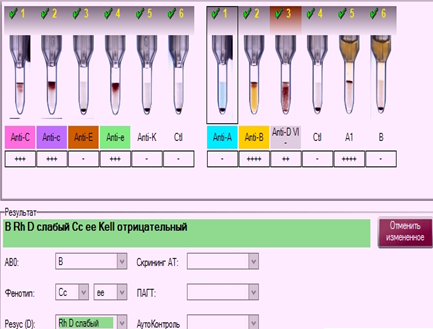 1 2 3 4 5 6 1 2 3 4 5 6
Anti-C Anti-c Anti-E Anti-e Anti-K Ctl Anti-A Anti-B Anti-D VI - Ctl A1 B
+++ +++ - +++ - - - ++++ ++ - ++++ -
Результат
B Rh D слабый Cc ee Kell отрицательный
Отменить
измененное
AB0: B Скрининг АТ:
Фенотип: Cc ee ПАГТ:
Резус (D): Rh D слабый АутоКонтроль